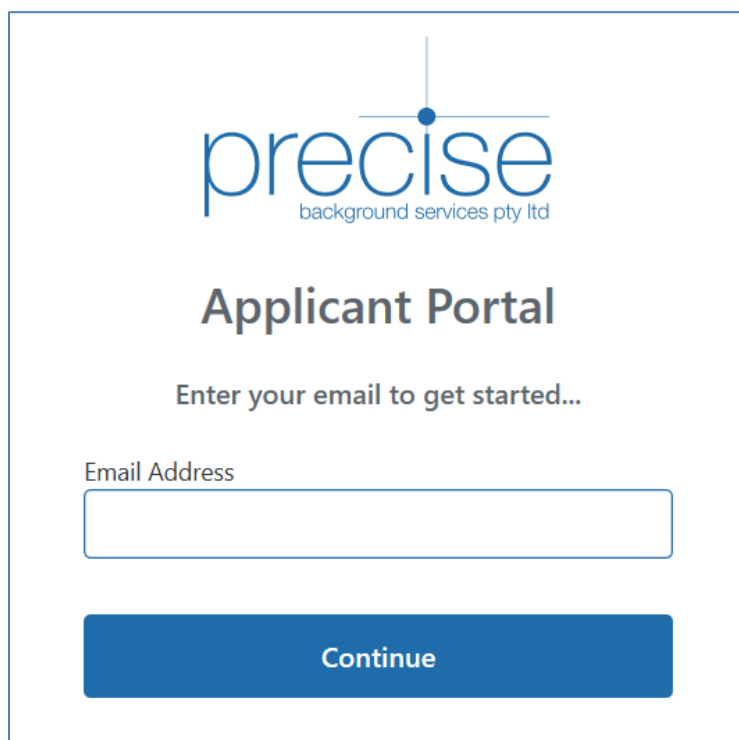 precise
background services pty ltd
Applicant Portal
Enter your email to get started...
Email Address
Continue